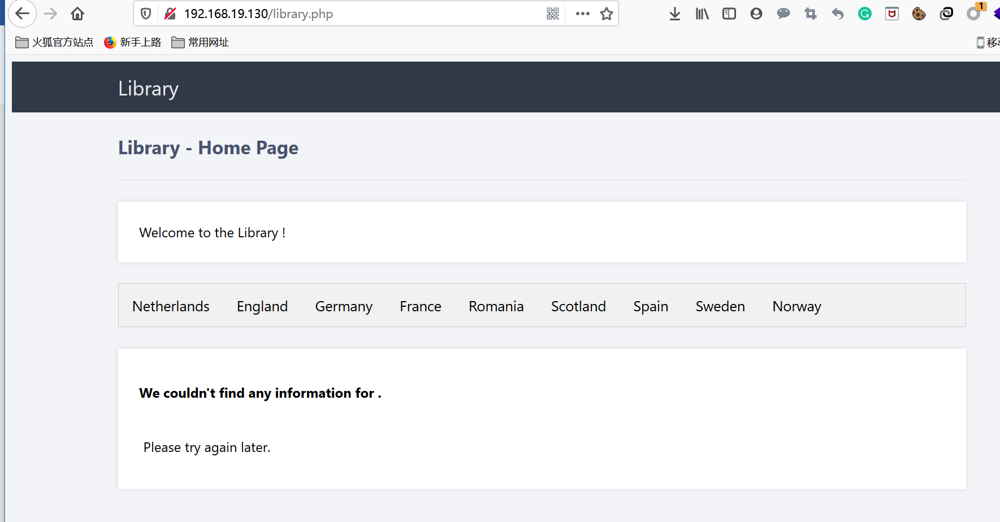 192.168.19.130/library.php
1
火狐官方站点 新手上路 常用网址
Library
Library - Home Page
Welcome to the Library !
Netherlands England Germany France Romania Scotland Spain Sweden Norway
We couldn't find any information for .
Please try again later.